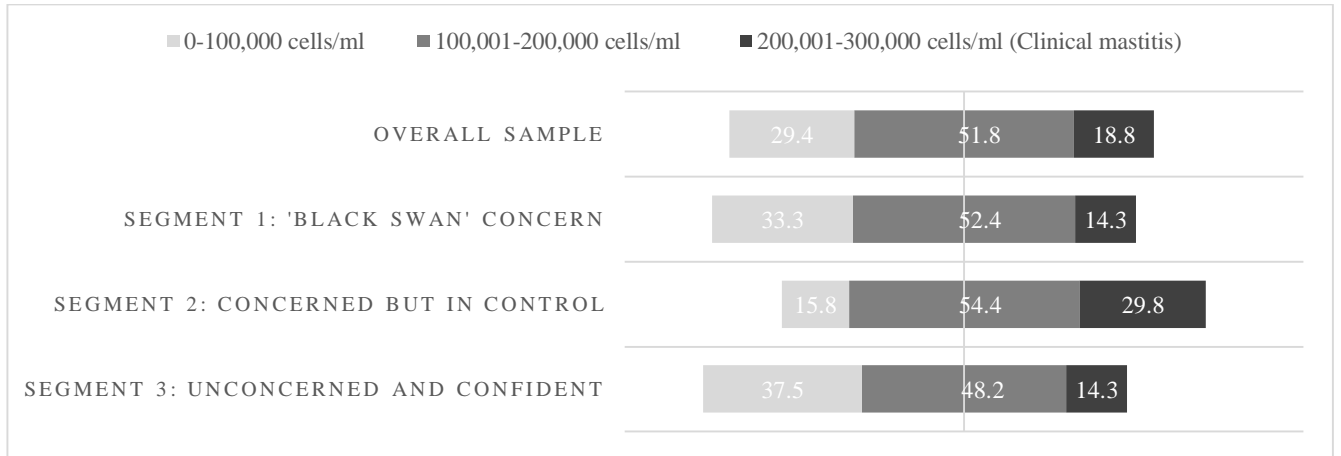 0-100,000 cells/ml 100,001-200,000 cells/ml 200,001-300,000 cells/ml (Clinical mastitis)
OVERALL SAMPLE 29.4 51.8 18.8
SEGMENT 1: 'BLACK SWAN' CONCERN 33.3 52.4 14.3
SEGMENT 2: CONCERNED BUT IN CONTROL 15.8 54.4 29.8
SEGMENT 3: UNCONCERNED AND CONFIDENT 37.5 48.2 14.3